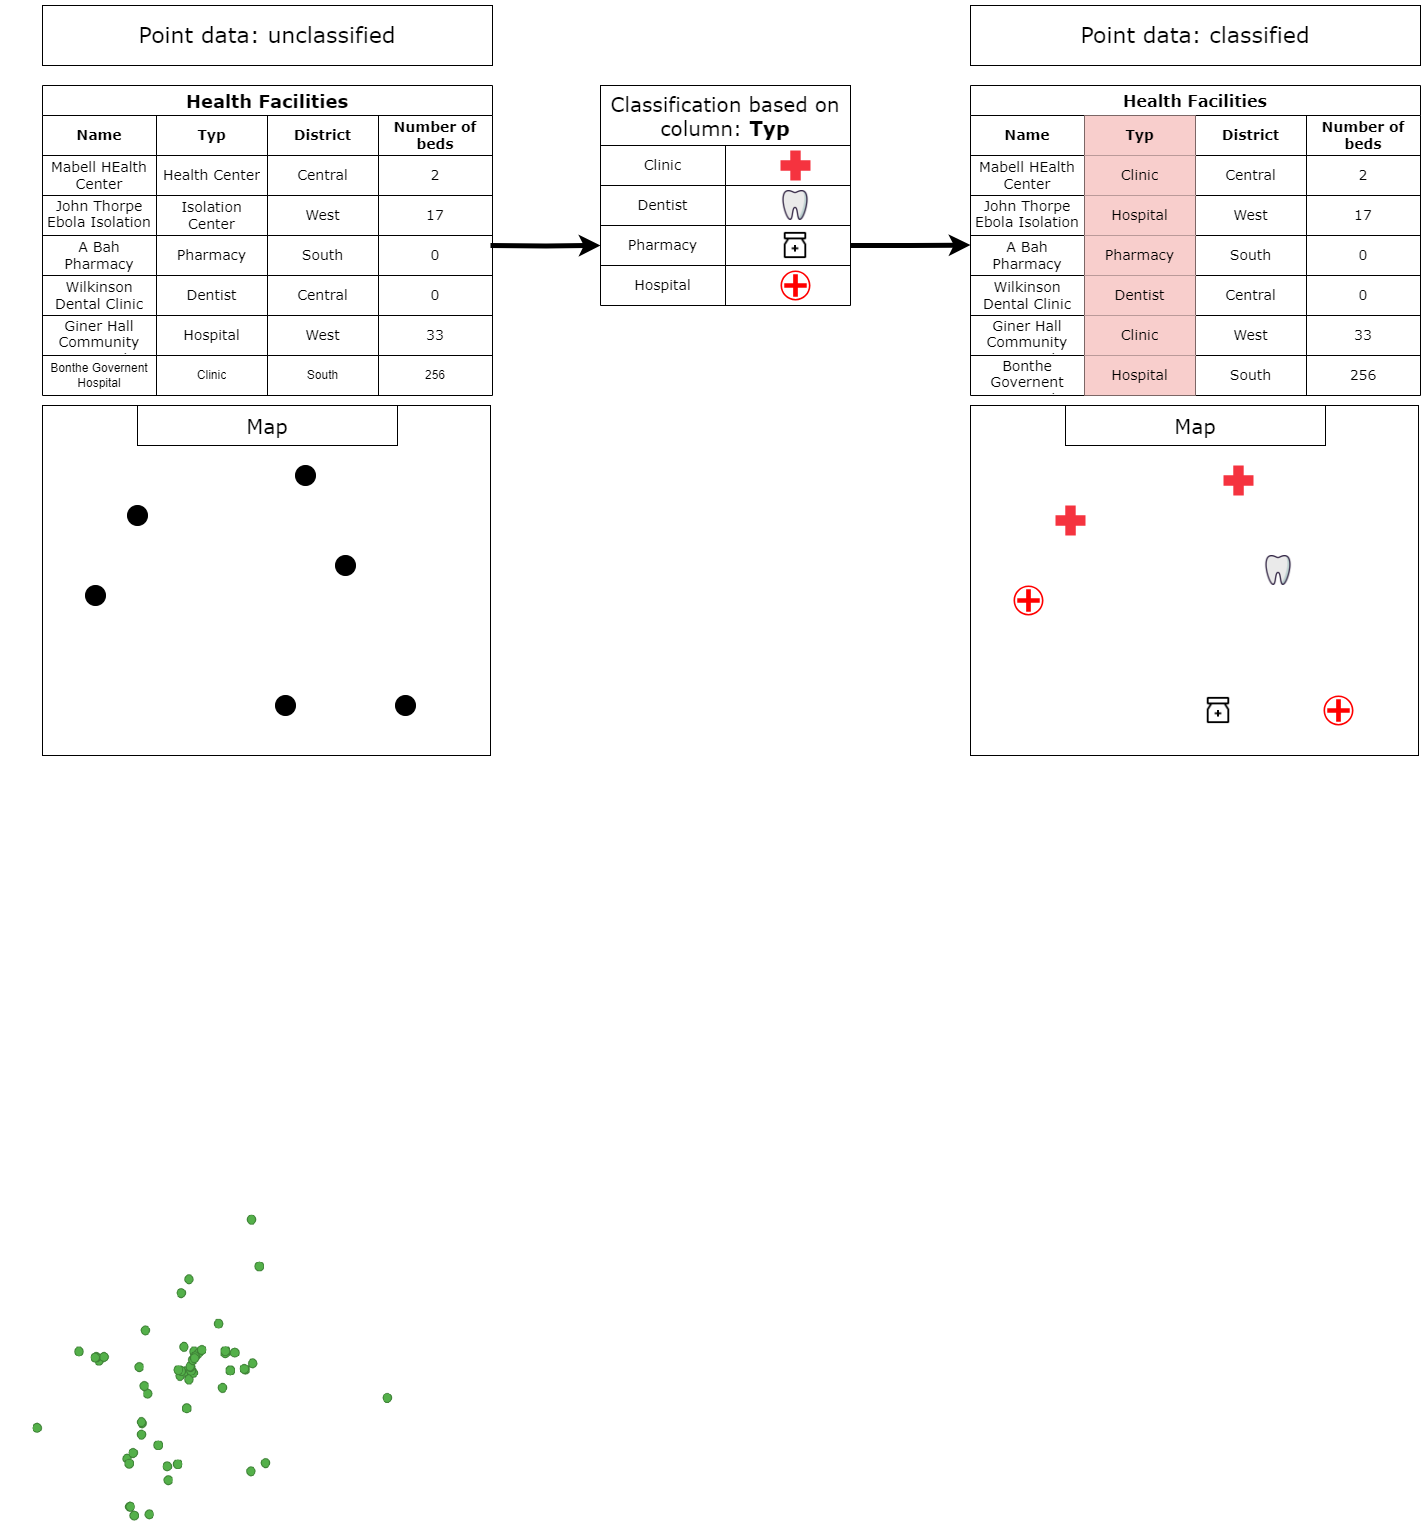 Point data: unclassified
Health Facilities
Name Typ District Number of
beds
Mabell HEalth
Center Health Center Central 2
John Thorpe
Ebola Isolation Isolation
Center West 17
A Bah
Pharmacy Pharmacy South 0
Wilkinson
Dental Clinic Dentist Central 0
Giner Hall
Community Hospital West 33
Bonthe Governent
Hospital Clinic South 256
Map
Classification based on
column: Typ
Clinic
Dentist
Pharmacy
Hospital
Point data: classified
Health Facilities
Name Typ District Number of
beds
Mabell HEalth
Center Clinic Central 2
John Thorpe
Ebola Isolation Hospital West 17
A Bah
Pharmacy Pharmacy South 0
Wilkinson
Dental Clinic Dentist Central 0
Giner Hall
Community Clinic West 33
Bonthe
Governent Hospital South 256
Map